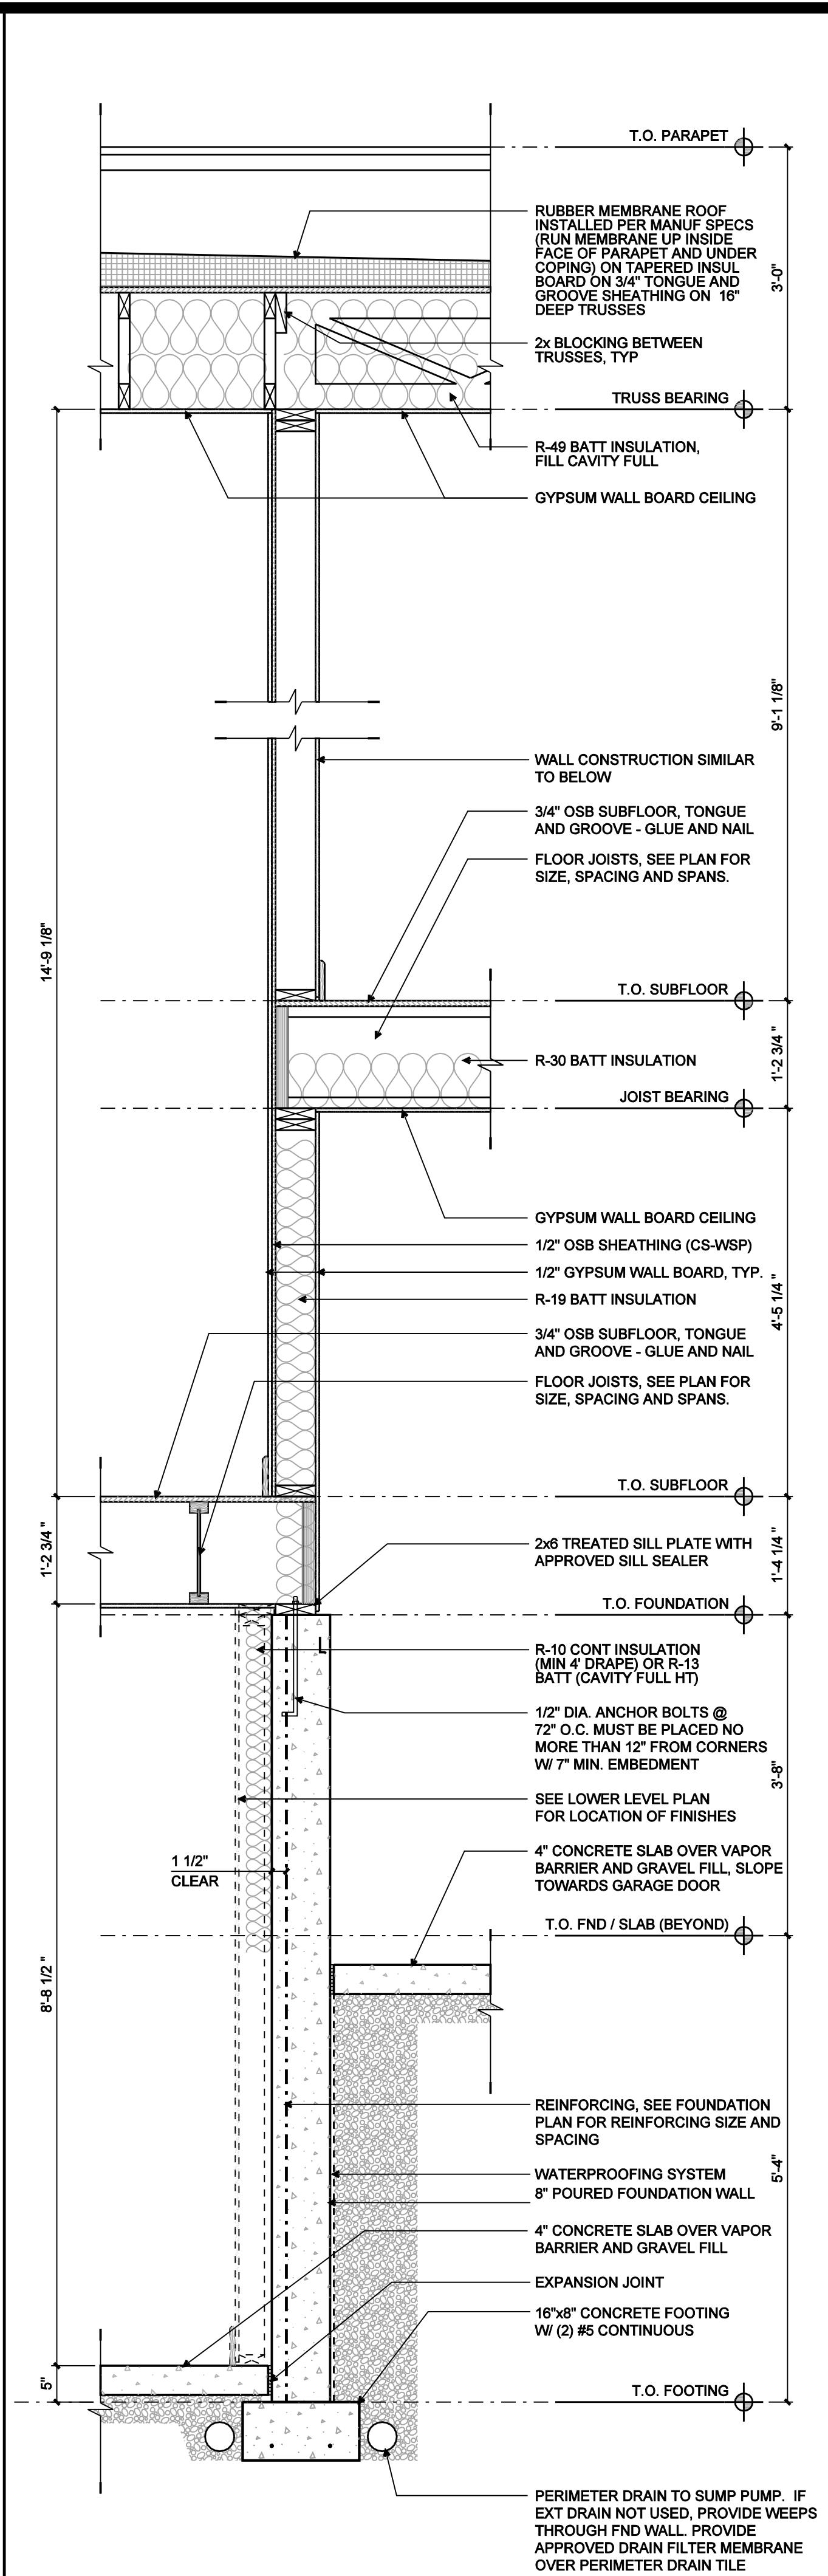 T.O. PARAPET
RUBBER MEMBRANE ROOF
INSTALLED PER MANUF SPECS
(RUN MEMBRANE UP INSIDE
FACE OF PARAPET AND UNDER
COPING) ON TAPERED INSUL
BOARD ON 3/4" TONGUE AND
GROOVE SHEATHING ON 16"
DEEP TRUSSES
3'-0"
2x BLOCKING BETWEEN
TRUSSES, TYP
TRUSS BEARING
R-49 BATT INSULATION,
FILL CAVITY FULL
GYPSUM WALL BOARD CEILING
9'-1 1/8"
WALL CONSTRUCTION SIMILAR
TO BELOW
3/4" OSB SUBFLOOR, TONGUE
AND GROOVE - GLUE AND NAIL
FLOOR JOISTS, SEE PLAN FOR
SIZE, SPACING AND SPANS.
14'-9 1/8"
T.O. SUBFLOOR
R-30 BATT INSULATION
1'-2 3/4"
JOIST BEARING
GYPSUM WALL BOARD CEILING
1/2" OSB SHEATHING (CS-WSP)
1/2" GYPSUM WALL BOARD, TYP.
R-19 BATT INSULATION
4'-5 1/4"
3/4" OSB SUBFLOOR, TONGUE
AND GROOVE - GLUE AND NAIL
FLOOR JOISTS, SEE PLAN FOR
SIZE, SPACING AND SPANS.
T.O. SUBFLOOR
1'-2 3/4"
2x6 TREATED SILL PLATE WITH
APPROVED SILL SEALER
1'-4 1/4"
T.O. FOUNDATION
R-10 CONT INSULATION
(MIN 4' DRAPE) OR R-13
BATT (CAVITY FULL HT)
1/2" DIA. ANCHOR BOLTS @
72" O.C. MUST BE PLACED NO
MORE THAN 12" FROM CORNERS
W/ 7" MIN. EMBEDMENT
3'-8"
SEE LOWER LEVEL PLAN
FOR LOCATION OF FINISHES
1 1/2"
CLEAR
4" CONCRETE SLAB OVER VAPOR
BARRIER AND GRAVEL FILL, SLOPE
TOWARDS GARAGE DOOR
T.O. FND / SLAB (BEYOND)
8'-8 1/2"
REINFORCING, SEE FOUNDATION
PLAN FOR REINFORCING SIZE AND
SPACING
WATERPROOFING SYSTEM
8" POURED FOUNDATION WALL
5'-4"
4" CONCRETE SLAB OVER VAPOR
BARRIER AND GRAVEL FILL
EXPANSION JOINT
16"x8" CONCRETE FOOTING
W/ (2) #5 CONTINUOUS
5"
T.O. FOOTING
PERIMETER DRAIN TO SUMP PUMP. IF
EXT DRAIN NOT USED, PROVIDE WEEPS
THROUGH FND WALL. PROVIDE
APPROVED DRAIN FILTER MEMBRANE
OVER PERIMETER DRAIN TILE